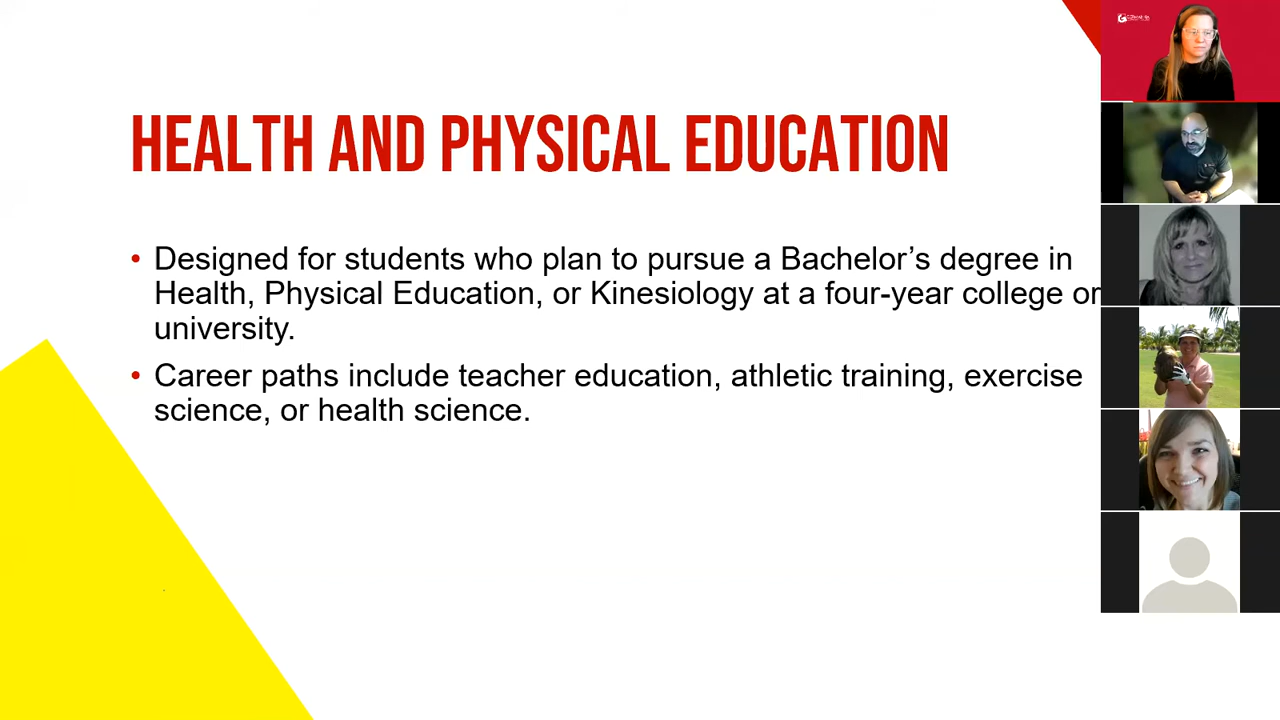 HEALTH AND PHYSICAL EDUCATION
• Designed for students who plan to pursue a Bachelor’s degree in
Health, Physical Education, or Kinesiology at a four-year college or
university.
• Career paths include teacher education, athletic training, exercise
science, or health science.